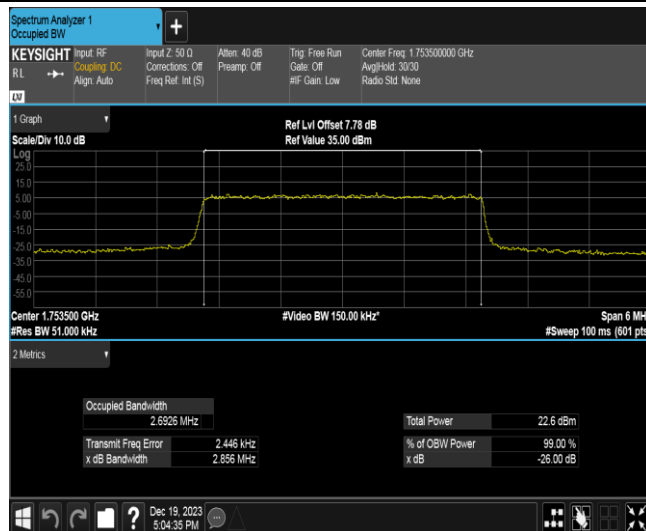 Spectrum Analyzer 1
Occupied BW
+
KEYSIGHT Input: RF Input Z: 50 Ω Atten: 40 dB Trig: Free Run Center Freq: 1.753500000 GHz
RL Coupling: DC Corrections: Off Preamp: Off Gate: Off Avg|Hold: 30/30
Align: Auto Freq Ref: Int (S) #IF Gain: Low Radio Std: None
LXI
1 Graph
Ref Lvl Offset 7.78 dB
Scale/Div 10.0 dB Ref Value 35.00 dBm
Log
25.0
15.0
5.00
-5.00
-15.0
-25.0
-35.0
-45.0
-55.0
Center 1.753500 GHz #Video BW 150.00 kHz* Span 6 MH
#Res BW 51.000 kHz #Sweep 100 ms (601 pts
2 Metrics
Occupied Bandwidth
2.6926 MHz Total Power 22.6 dBm
Transmit Freq Error 2.446 kHz % of OBW Power 99.00 %
x dB Bandwidth 2.856 MHz x dB -26.00 dB
? Dec 19, 2023
5:04:35 PM